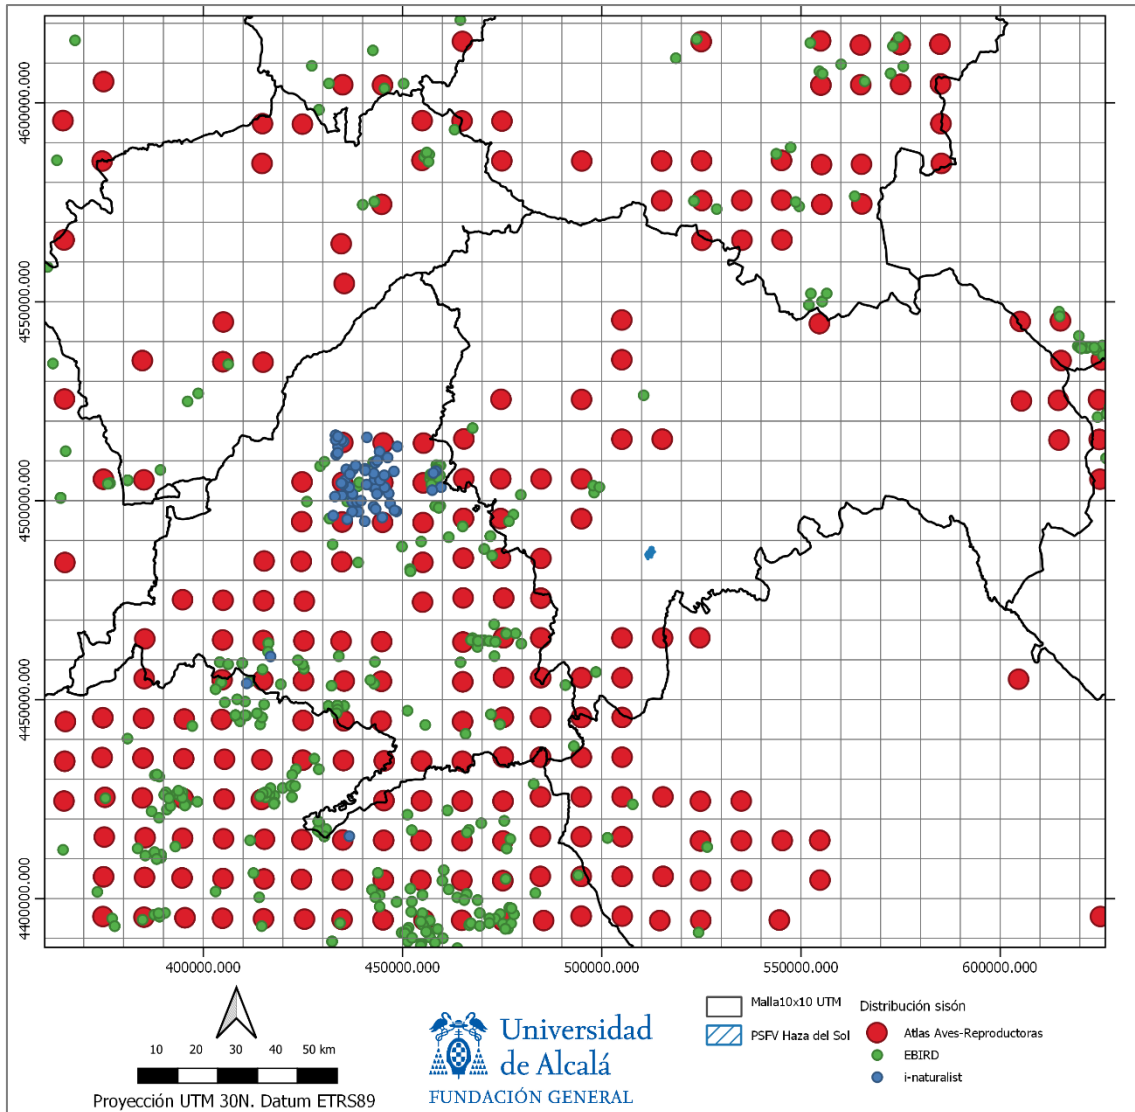 4600000.000
4550000.000
4500000.000
4450000.000
4400000.000
400000.000 450000.000 500000.000 550000.000 600000.000
10 20 30 40 50 km
Proyección UTM 30N. Datum ETRS89
Universidad
de Alcalá
FUNDACIÓN GENERAL
Malla10x10 UTM
PSFV Haza del Sol
Distribución sisón
Atlas Aves-Reproductoras
EBIRD
i-naturalist